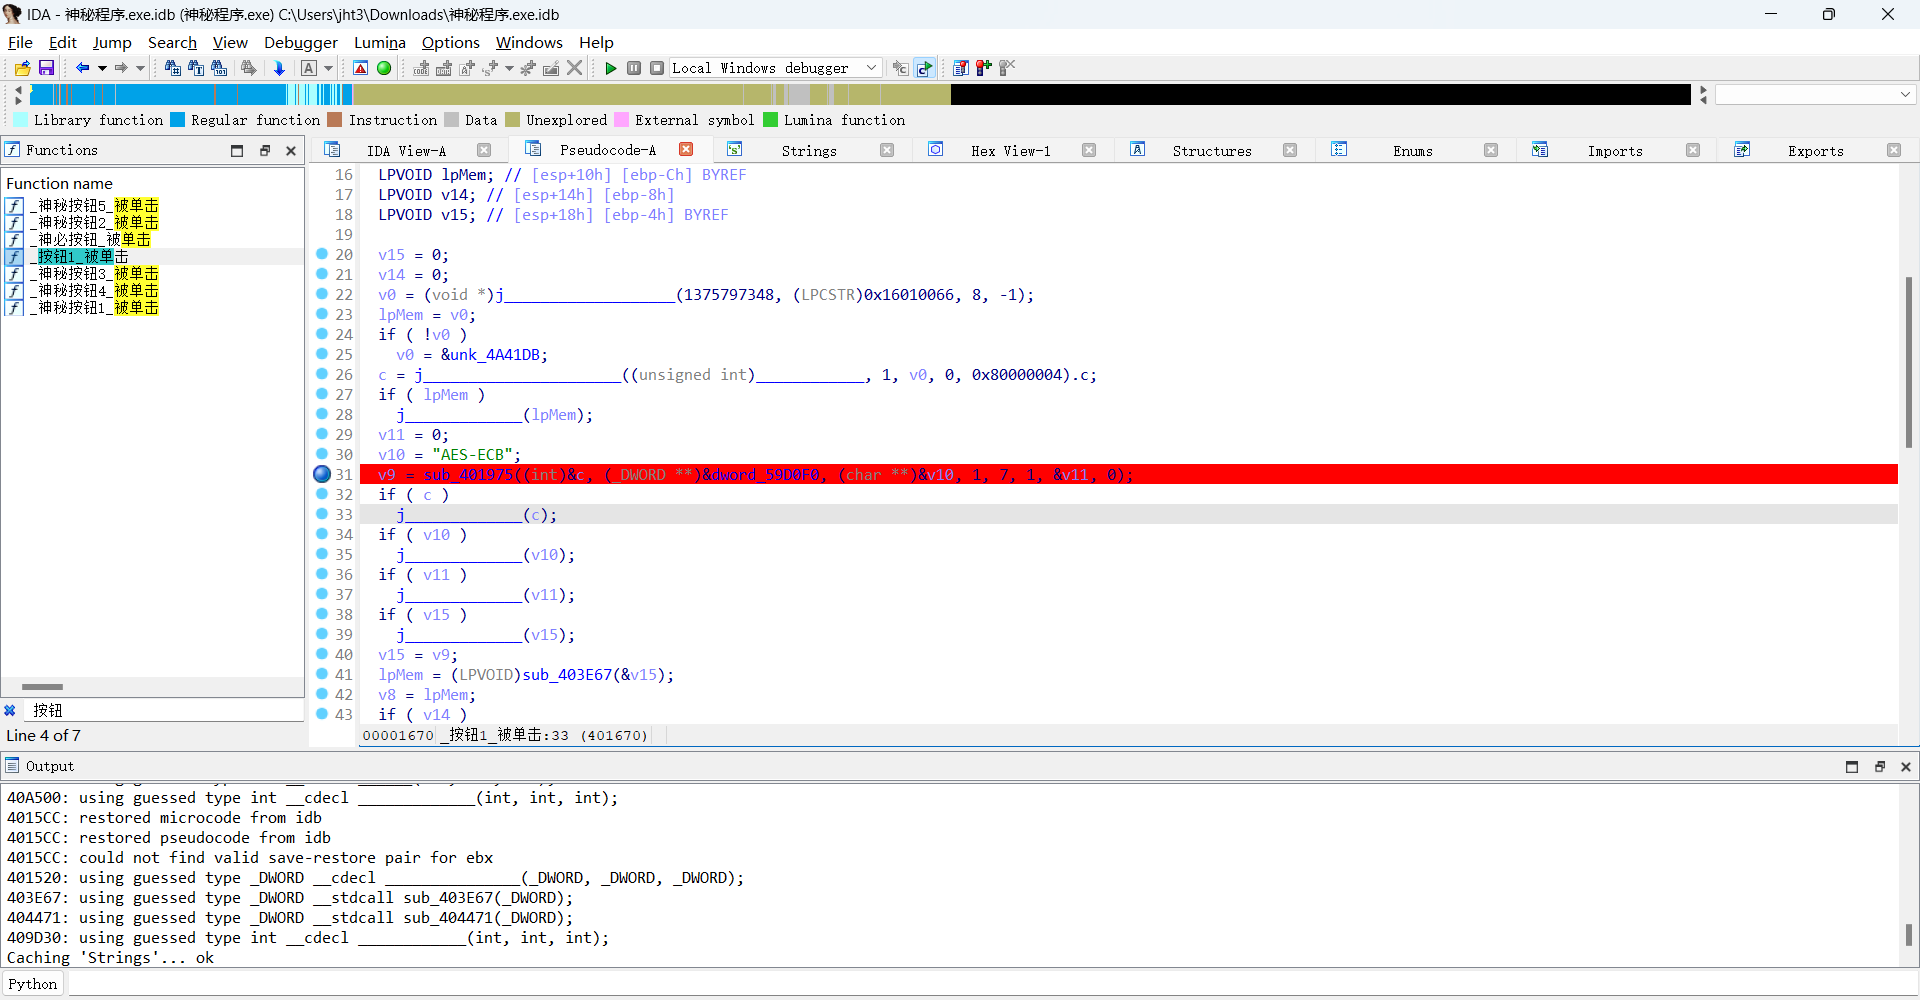 IDA - 神秘程序.exe.idb (神秘程序.exe) C:\Users\jht3\Downloads\神秘程序.exe.idb
File Edit Jump Search View Debugger Lumina Options Windows Help
Local Windows debugger
Library function Regular function Instruction Data Unexplored External symbol Lumina function
Functions
IDA View-A Pseudocode-A Strings Hex View-1 Structures Enums Imports Exports
Function name
_神秘按钮5_被单击
_神秘按钮2_被单击
_神必按钮_被单击
_按钮1_被单击
_神秘按钮3_被单击
_神秘按钮4_被单击
_神秘按钮1_被单击
按钮
Line 4 of 7
16 LPVOID lpMem; // [esp+10h] [ebp-Ch] BYREF
17 LPVOID v14; // [esp+14h] [ebp-8h]
18 LPVOID v15; // [esp+18h] [ebp-4h] BYREF
19
20 v15 = 0;
21 v14 = 0;
22 v0 = (void *)j___________________(1375797348, (LPCSTR)0x16010066, 8, -1);
23 lpMem = v0;
24 if ( !v0 )
25 v0 = &unk_4A41DB;
26 c = j______________________((unsigned int)____________, 1, v0, 0, 0x80000004).c;
27 if ( lpMem )
28 j_____________(lpMem);
29 v11 = 0;
30 v10 = "AES-ECB";
31 v9 = sub_401975((int)&c, (_DWORD **)&dword_59D0F0, (char **)&v10, 1, 7, 1, &v11, 0);
32 if ( c )
33 j_____________(c);
34 if ( v10 )
35 j_____________(v10);
36 if ( v11 )
37 j_____________(v11);
38 if ( v15 )
39 j_____________(v15);
40 v15 = v9;
41 lpMem = (LPVOID)sub_403E67(&v15);
42 v8 = lpMem;
43 if ( v14 )
00001670 _按钮1_被单击:33 (401670)
Output
40A500: using guessed type int __cdecl _____________(int, int, int);
4015CC: restored microcode from idb
4015CC: restored pseudocode from idb
4015CC: could not find valid save-restore pair for ebx
401520: using guessed type _DWORD __cdecl _______________(_DWORD, _DWORD, _DWORD);
403E67: using guessed type _DWORD __stdcall sub_403E67(_DWORD);
404471: using guessed type _DWORD __stdcall sub_404471(_DWORD);
409D30: using guessed type int __cdecl ____________(int, int, int);
Caching 'Strings'... ok
Python